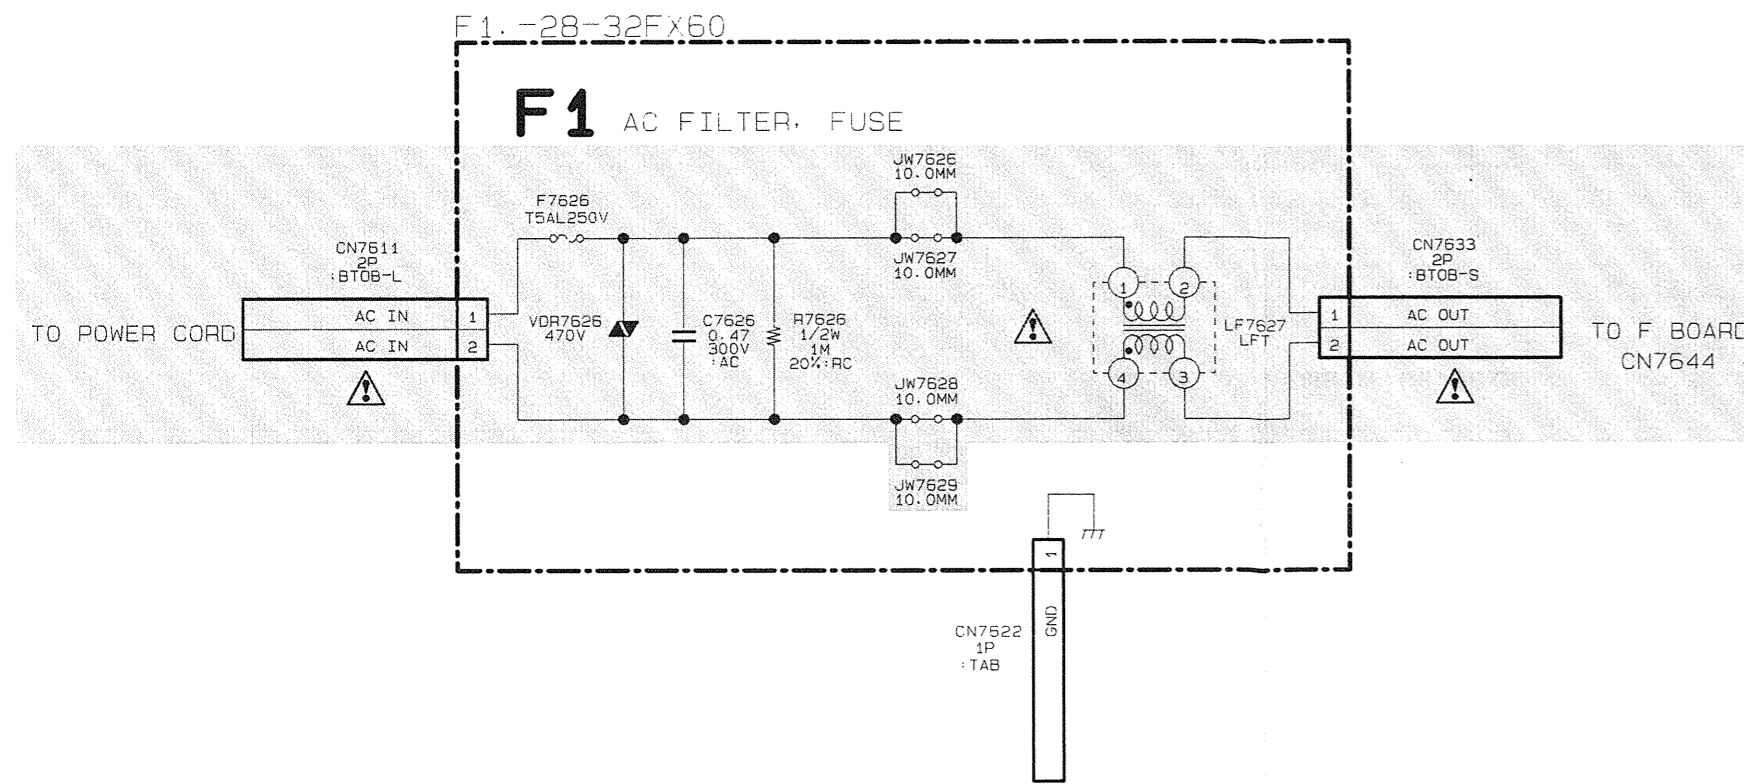 F1.-28-32FX60
F1 AC FILTER, FUSE
JW7626
10.0MM
F7626
T5AL250V
JW7627
10.0MM
CN7611
2P
:BTOB-L
CN7633
2P
:BTOB-S
TO POWER CORD
AC IN 1
AC IN 2
VDR7626
470V
C7626
0.47
300V
:AC
R7626
1/2W
1M
20%:RC
1 2
4 3
LF7627
LFT
1 AC OUT
2 AC OUT
TO F BOARD
CN7644
JW7628
10.0MM
JW7629
10.0MM
1
GND
CN7622
1P
:TAB